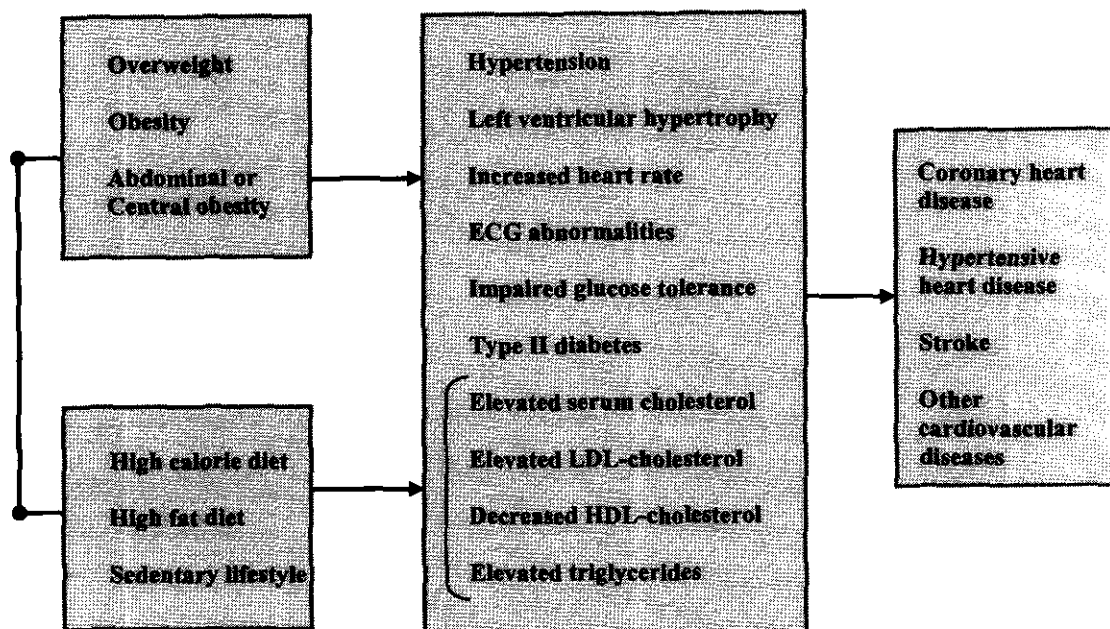 Overweight
Obesity
Abdominal or
Central obesity
High calorie diet
High fat diet
Sedentary lifestyle
Hypertension
Left ventricular hypertrophy
Increased heart rate
ECG abnormalities
Impaired glucose tolerance
Type II diabetes
Elevated serum cholesterol
Elevated LDL-cholesterol
Decreased HDL-cholesterol
Elevated triglycerides
Coronary heart
disease
Hypertensive
heart disease
Stroke
Other
cardiovascular
diseases